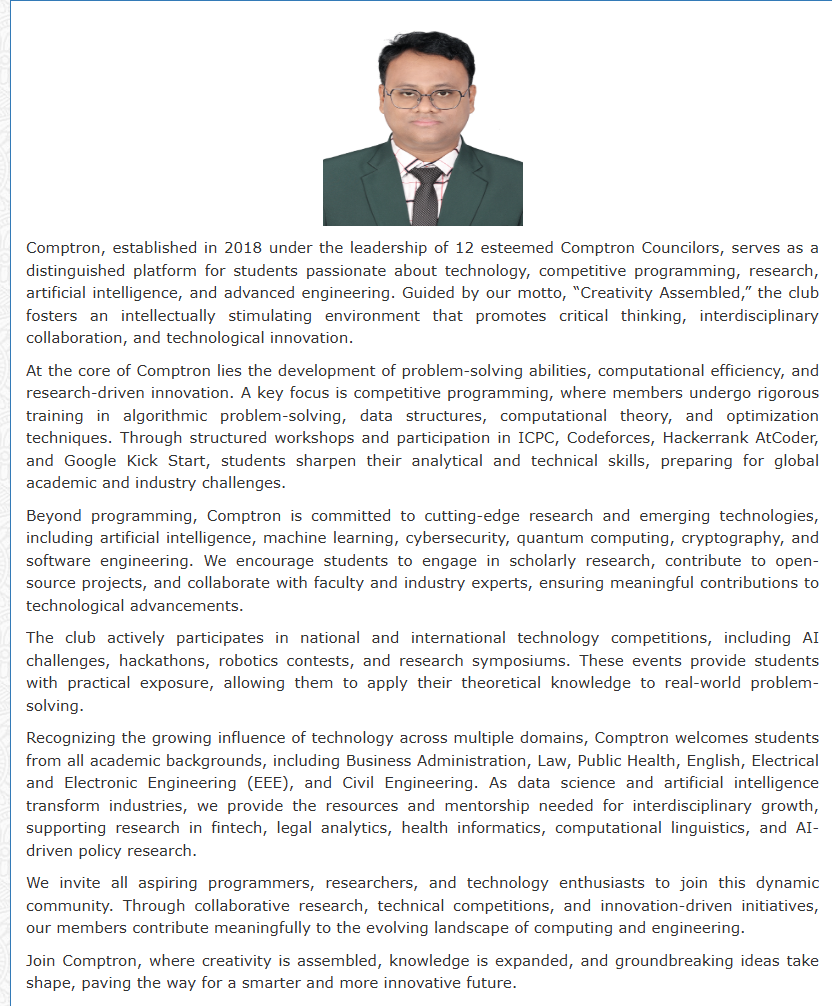 Comptron, established in 2018 under the leadership of 12 esteemed Comptron Councilors, serves as a
distinguished platform for students passionate about technology, competitive programming, research,
artificial intelligence, and advanced engineering. Guided by our motto, “Creativity Assembled,” the club
fosters an intellectually stimulating environment that promotes critical thinking, interdisciplinary
collaboration, and technological innovation.
At the core of Comptron lies the development of problem-solving abilities, computational efficiency, and
research-driven innovation. A key focus is competitive programming, where members undergo rigorous
training in algorithmic problem-solving, data structures, computational theory, and optimization
techniques. Through structured workshops and participation in ICPC, Codeforces, Hackerrank AtCoder,
and Google Kick Start, students sharpen their analytical and technical skills, preparing for global
academic and industry challenges.
Beyond programming, Comptron is committed to cutting-edge research and emerging technologies,
including artificial intelligence, machine learning, cybersecurity, quantum computing, cryptography, and
software engineering. We encourage students to engage in scholarly research, contribute to open-
source projects, and collaborate with faculty and industry experts, ensuring meaningful contributions to
technological advancements.
The club actively participates in national and international technology competitions, including AI
challenges, hackathons, robotics contests, and research symposiums. These events provide students
with practical exposure, allowing them to apply their theoretical knowledge to real-world problem-
solving.
Recognizing the growing influence of technology across multiple domains, Comptron welcomes students
from all academic backgrounds, including Business Administration, Law, Public Health, English, Electrical
and Electronic Engineering (EEE), and Civil Engineering. As data science and artificial intelligence
transform industries, we provide the resources and mentorship needed for interdisciplinary growth,
supporting research in fintech, legal analytics, health informatics, computational linguistics, and AI-
driven policy research.
We invite all aspiring programmers, researchers, and technology enthusiasts to join this dynamic
community. Through collaborative research, technical competitions, and innovation-driven initiatives,
our members contribute meaningfully to the evolving landscape of computing and engineering.
Join Comptron, where creativity is assembled, knowledge is expanded, and groundbreaking ideas take
shape, paving the way for a smarter and more innovative future.